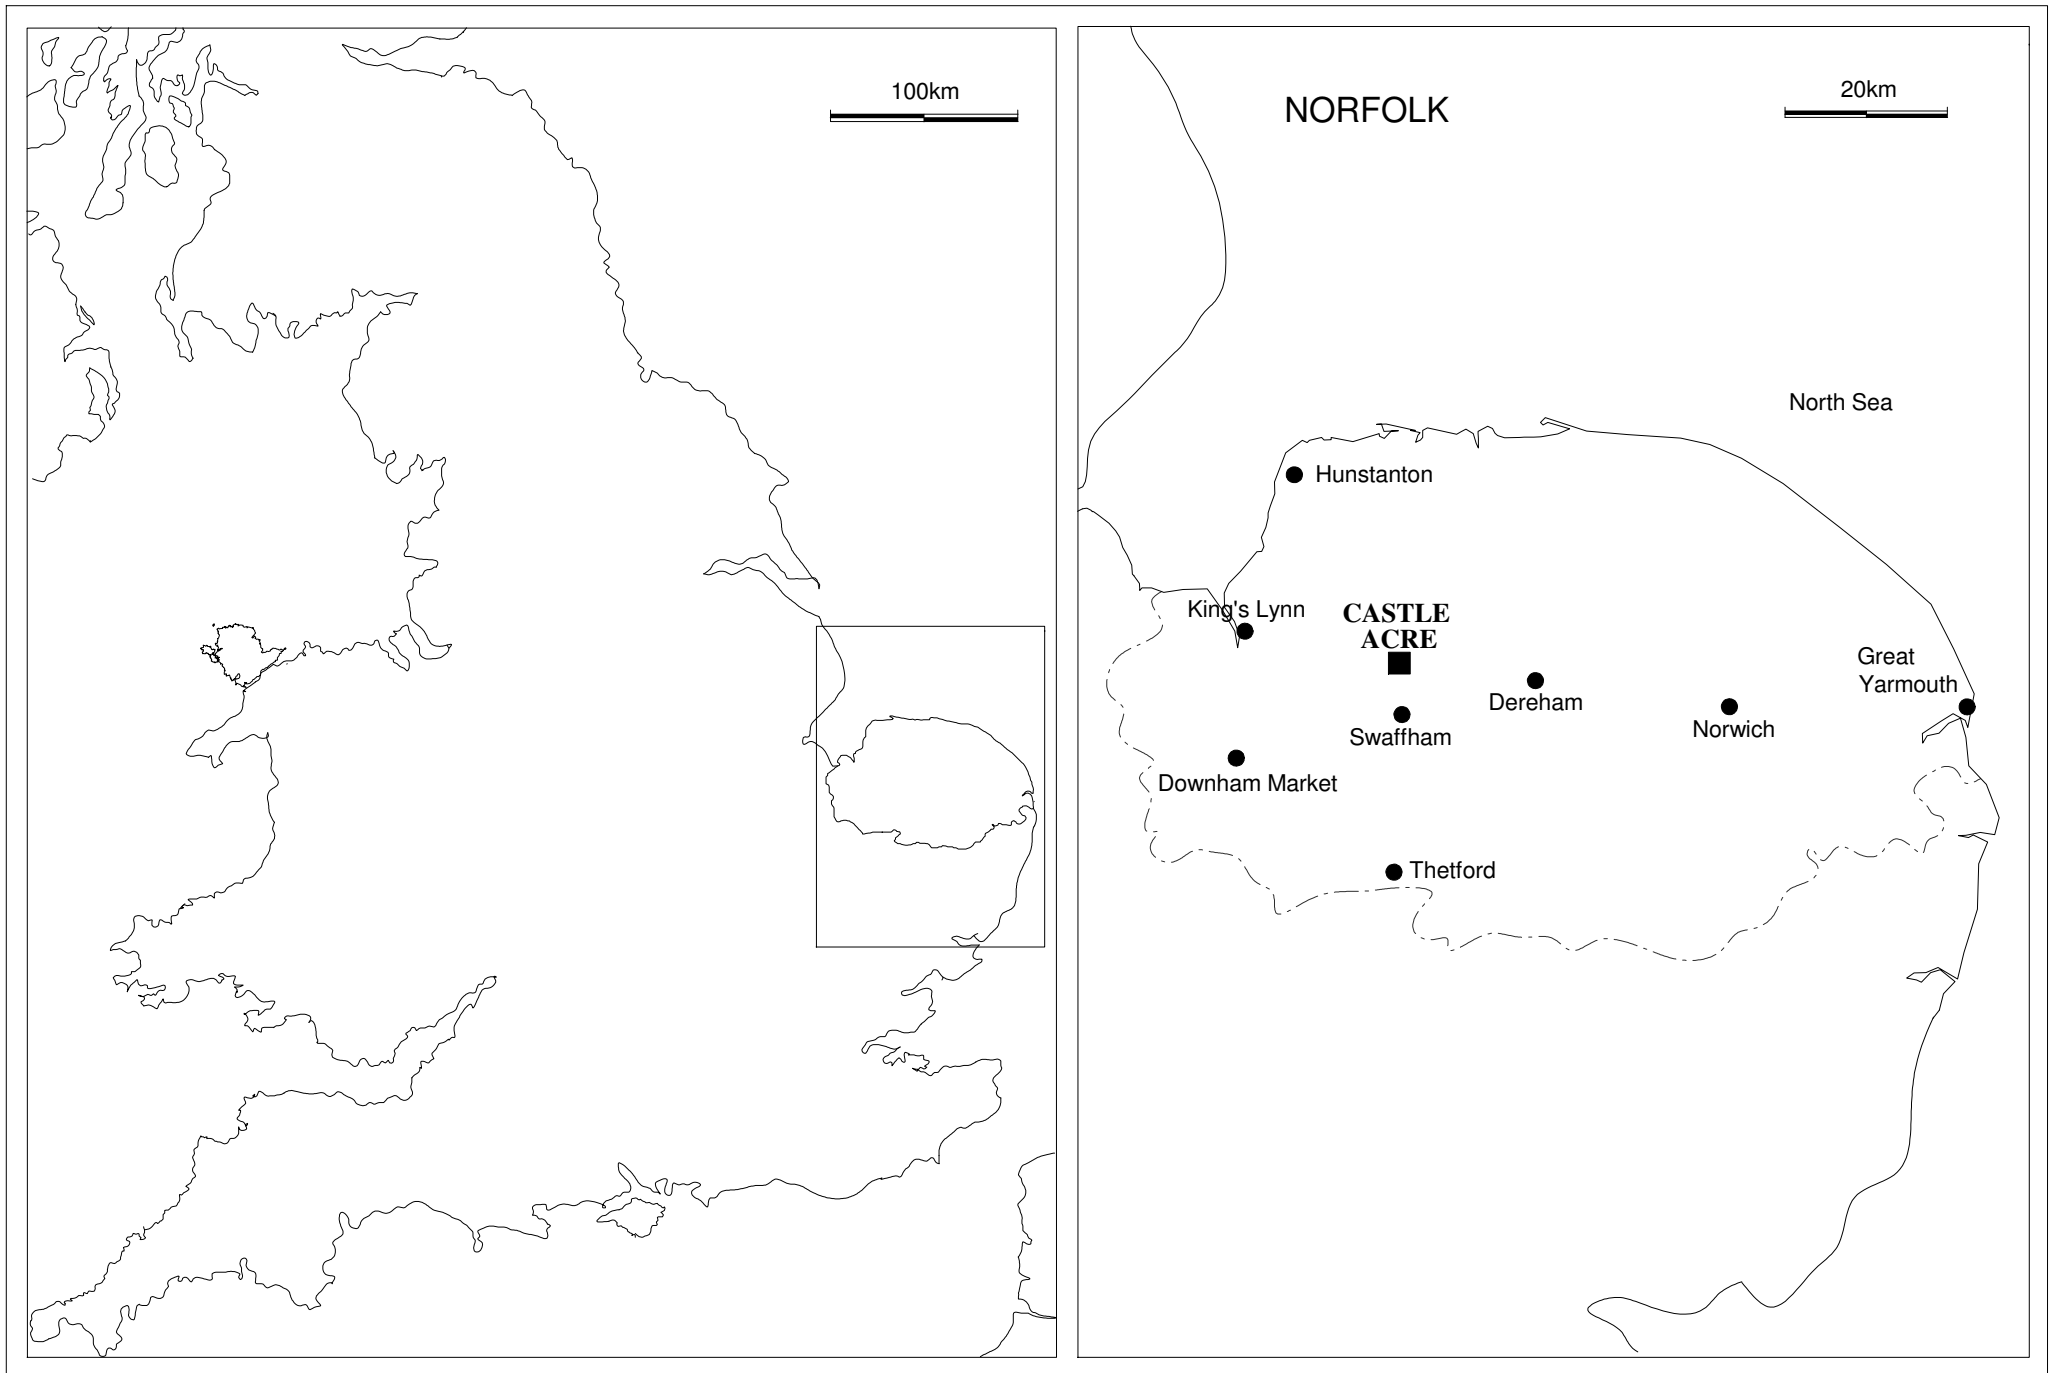 100km
NORFOLK
20km
North Sea
Hunstanton
King's Lynn
CASTLE
ACRE
Great
Yarmouth
Dereham
Swaffham
Norwich
Downham Market
Thetford